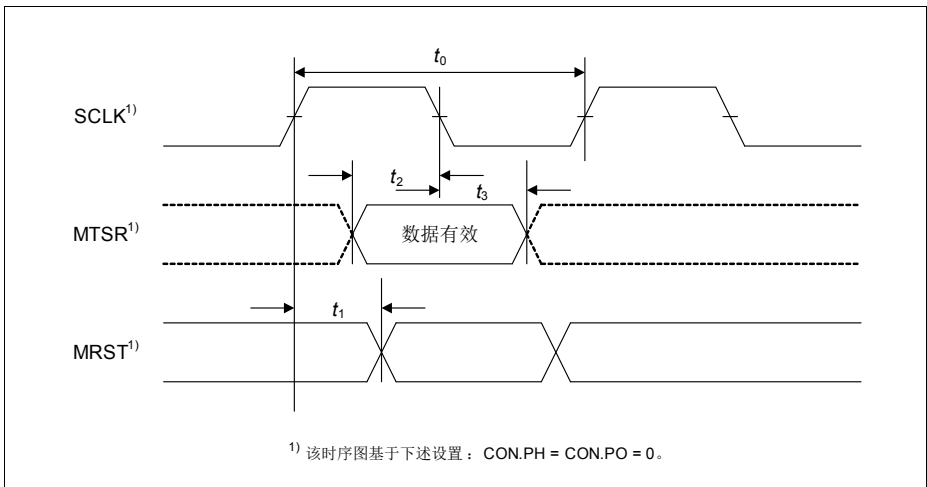 t0
SCLK1)
t2
t3
MTSR1)
数据有效
t1
MRST1)
1) 该时序图基于下述设置：CON.PH = CON.PO = 0。